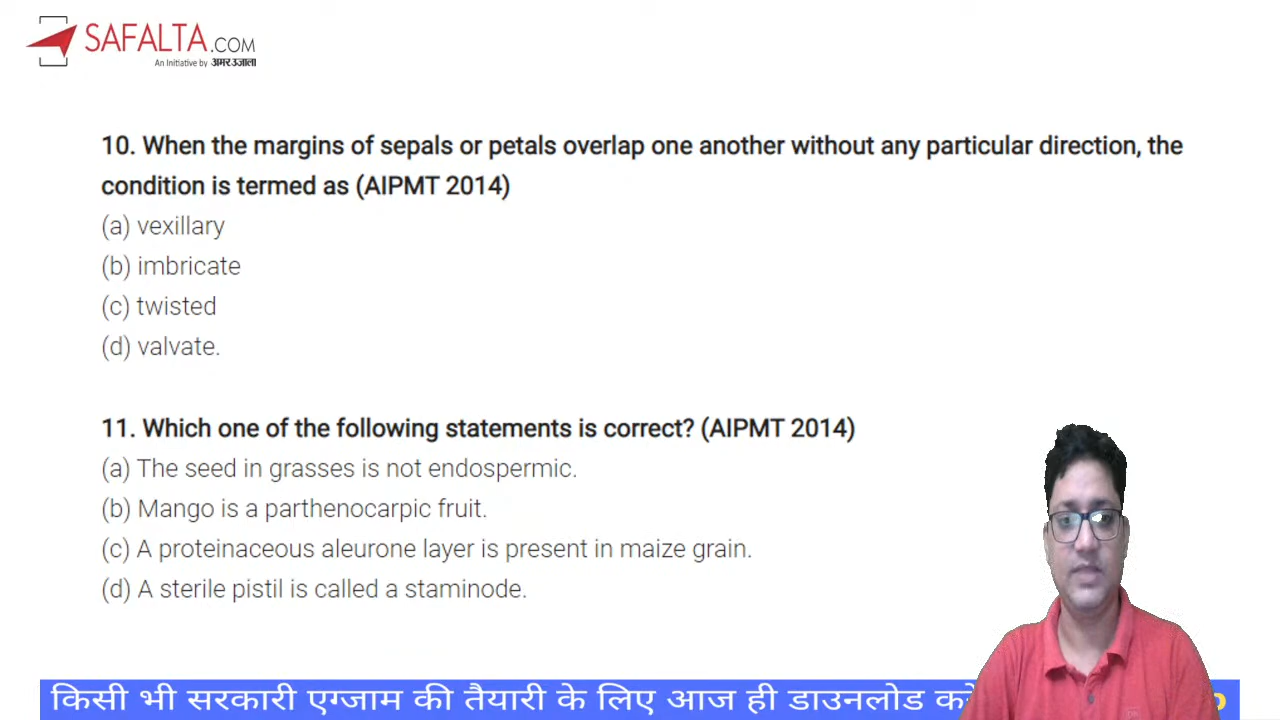 SAFALTA.COM
An Initiative by अमर उजाला
10. When the margins of sepals or petals overlap one another without any particular direction, the
condition is termed as (AIPMT 2014)
(a) vexillary
(b) imbricate
(c) twisted
(d) valvate.
11. Which one of the following statements is correct? (AIPMT 2014)
(a) The seed in grasses is not endospermic.
(b) Mango is a parthenocarpic fruit.
(c) A proteinaceous aleurone layer is present in maize grain.
(d) A sterile pistil is called a staminode.
किसी भी सरकारी एग्जाम की तैयारी के लिए आज ही डाउनलोड